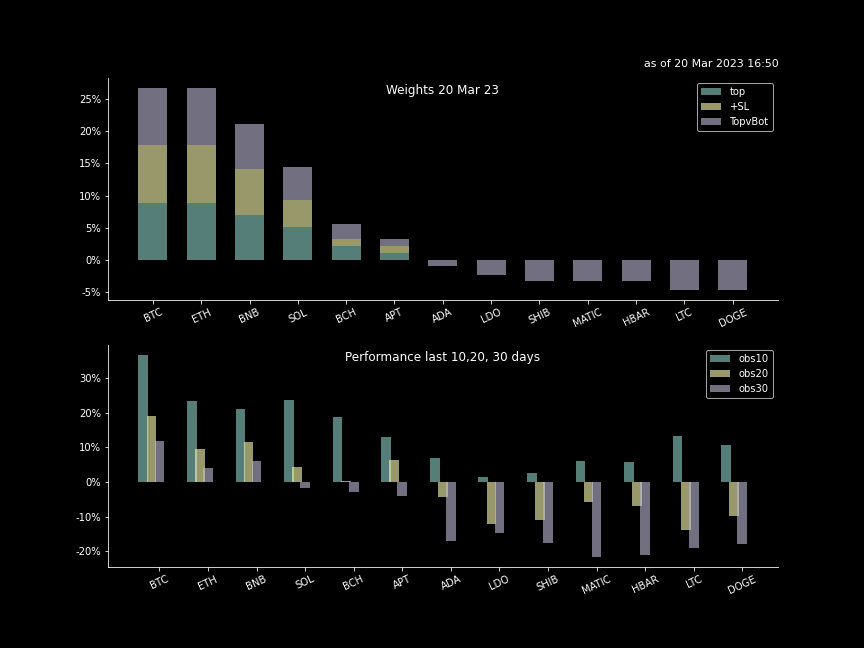 as of 20 Mar 2023 16:50
Weights 20 Mar 23
top
+SL
TopvBot
25%
20%
15%
10%
5%
0%
-5%
BTC ETH BNB SOL BCH APT ADA LDO SHIB MATIC HBAR LTC DOGE
Performance last 10,20, 30 days
obs10
obs20
obs30
30%
20%
10%
0%
-10%
-20%
BTC ETH BNB SOL BCH APT ADA LDO SHIB MATIC HBAR LTC DOGE